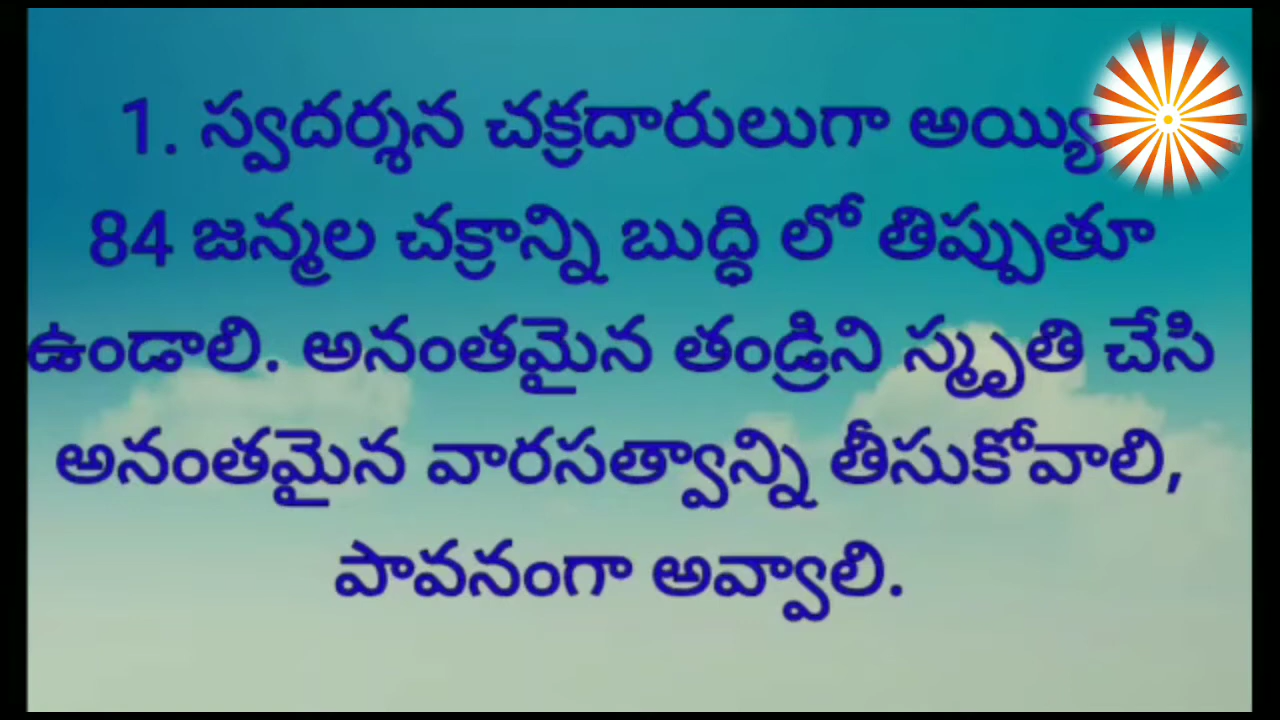 1. స్వదర్శన చక్రదారులుగా అయ్యి
84 జన్మల చక్రాన్ని బుద్ధి లో తిప్పుతూ
ఉండాలి. అనంతమైన తండ్రిని స్మృతి చేసి
అనంతమైన వారసత్వాన్ని తీసుకోవాలి,
పావనంగా అవ్వాలి.